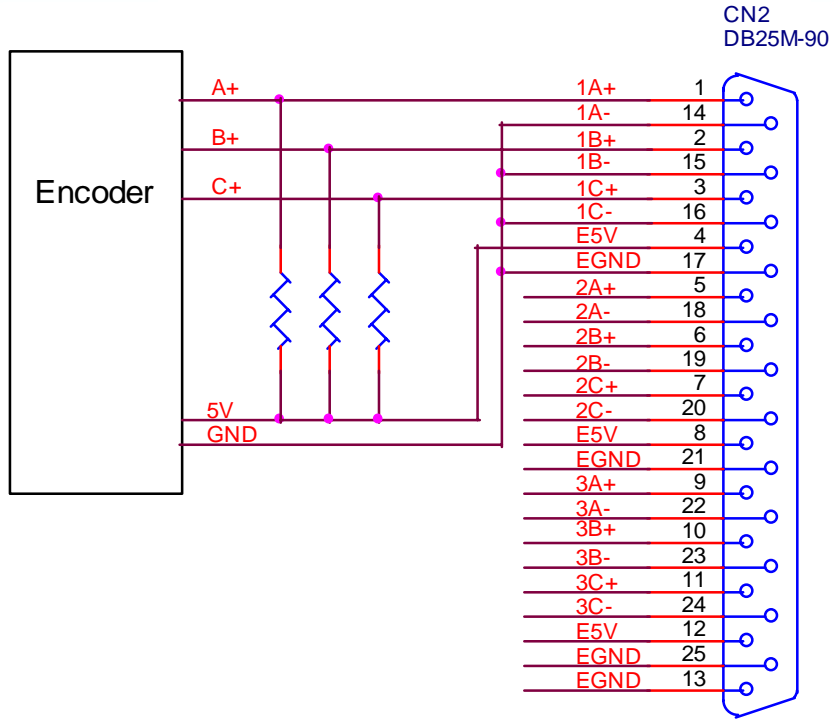 CN2
DB25M-90
A+ 1A+ 1
1A- 14
B+ 1B+ 2
1B- 15
Encoder C+ 1C+ 3
1C- 16
E5V 4
EGND 17
2A+ 5
2A- 18
2B+ 6
2B- 19
2C+ 7
5V 2C- 20
GND E5V 8
EGND 21
3A+ 9
3A- 22
3B+ 10
3B- 23
3C+ 11
3C- 24
E5V 12
EGND 25
EGND 13